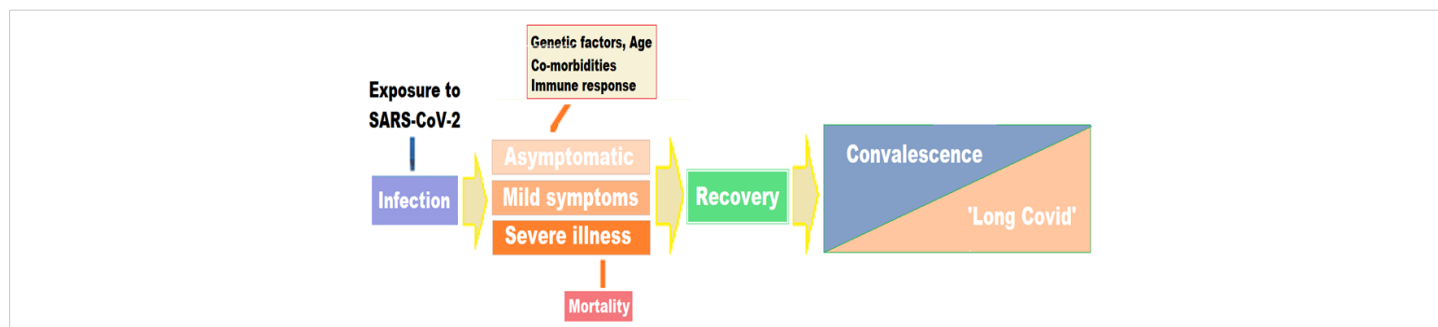 Genetic factors, Age
Co-morbidities
Immune response
Exposure to
SARS-CoV-2
Infection
Asymptomatic
Mild symptoms
Severe illness
Mortality
Recovery
Convalescence
'Long Covid'